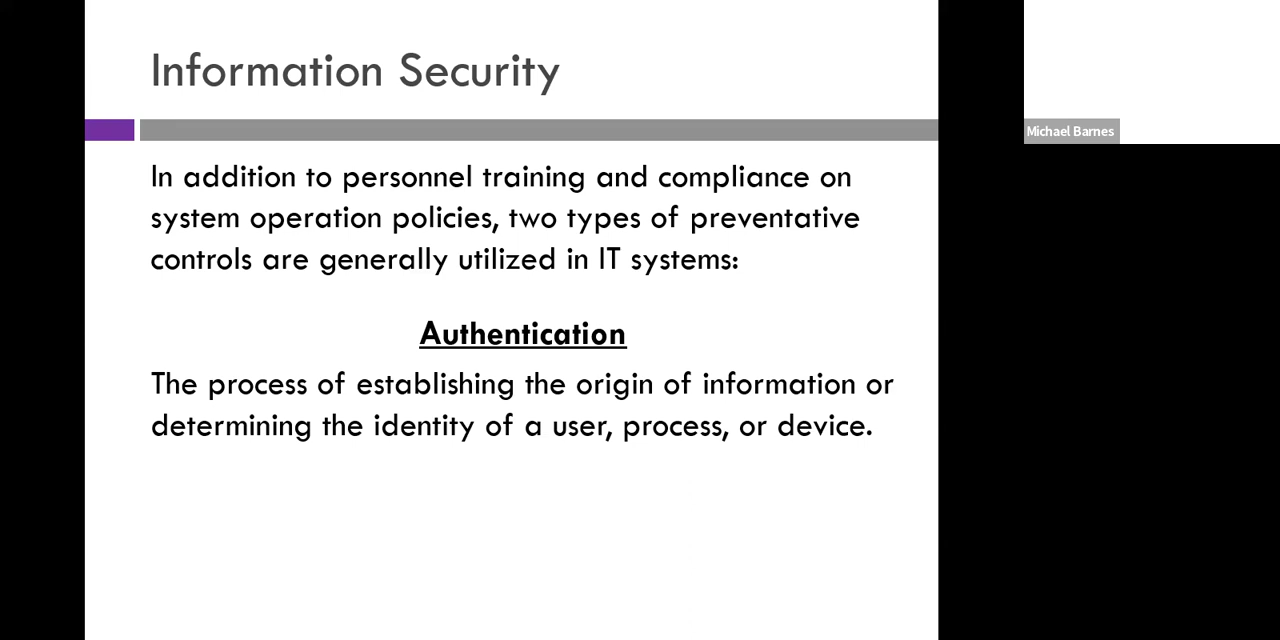 Information Security
Michael Barnes
In addition to personnel training and compliance on
system operation policies, two types of preventative
controls are generally utilized in IT systems:
Authentication
The process of establishing the origin of information or
determining the identity of a user, process, or device.